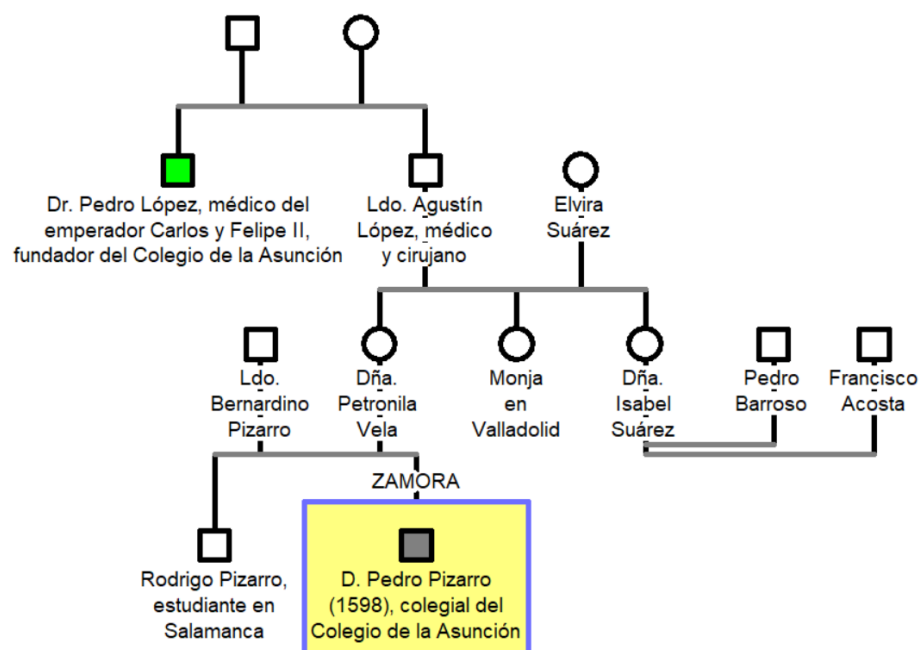 Dr. Pedro López, médico del
emperador Carlos y Felipe II,
fundador del Colegio de la Asunción
Ldo. Agustín
López, médico
y cirujano
Elvira
Suárez
Ldo.
Bernardino
Pizarro
Dña.
Petronila
Vela
Monja
en
Valladolid
Dña.
Isabel
Suárez
Pedro
Barroso
Francisco
Acosta
ZAMORA
Rodrigo Pizarro,
estudiante en
Salamanca
D. Pedro Pizarro
(1598), colegial del
Colegio de la Asunción